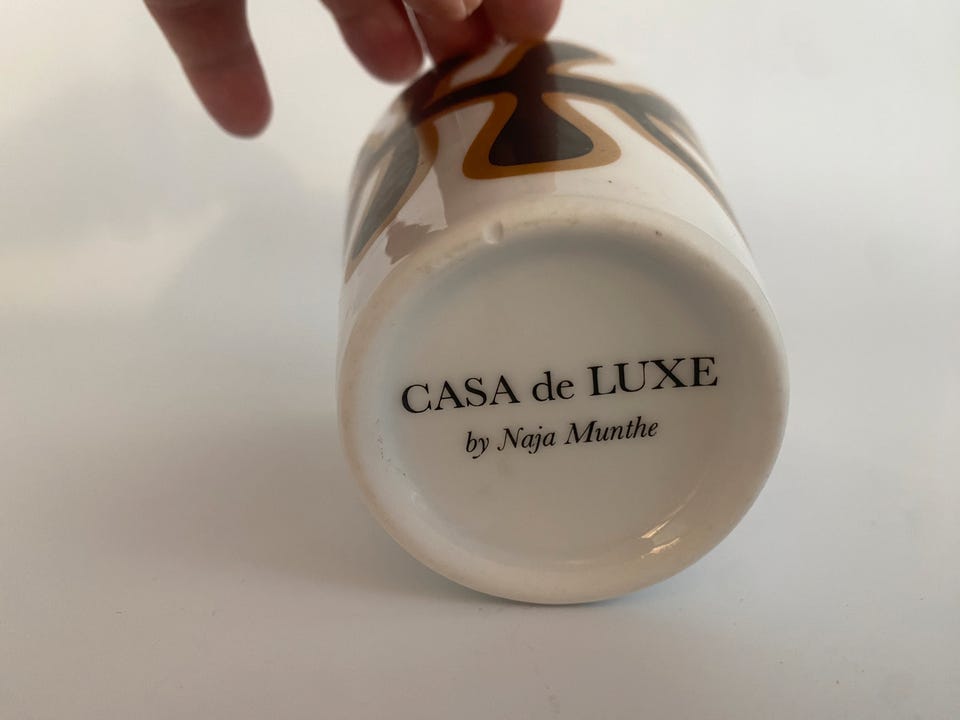 CASA de LUXE
by Naja Munthe